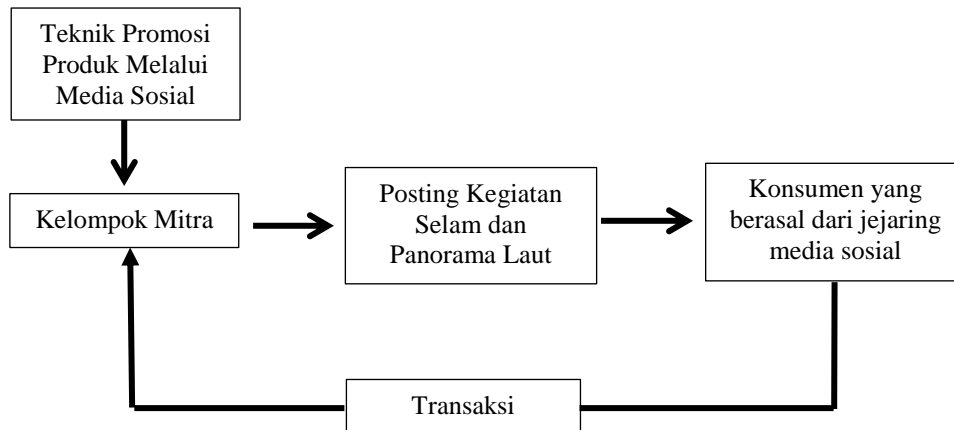 Teknik Promosi
Produk Melalui
Media Sosial
Kelompok Mitra
Posting Kegiatan
Selam dan
Panorama Laut
Konsumen yang
berasal dari jejaring
media sosial
Transaksi